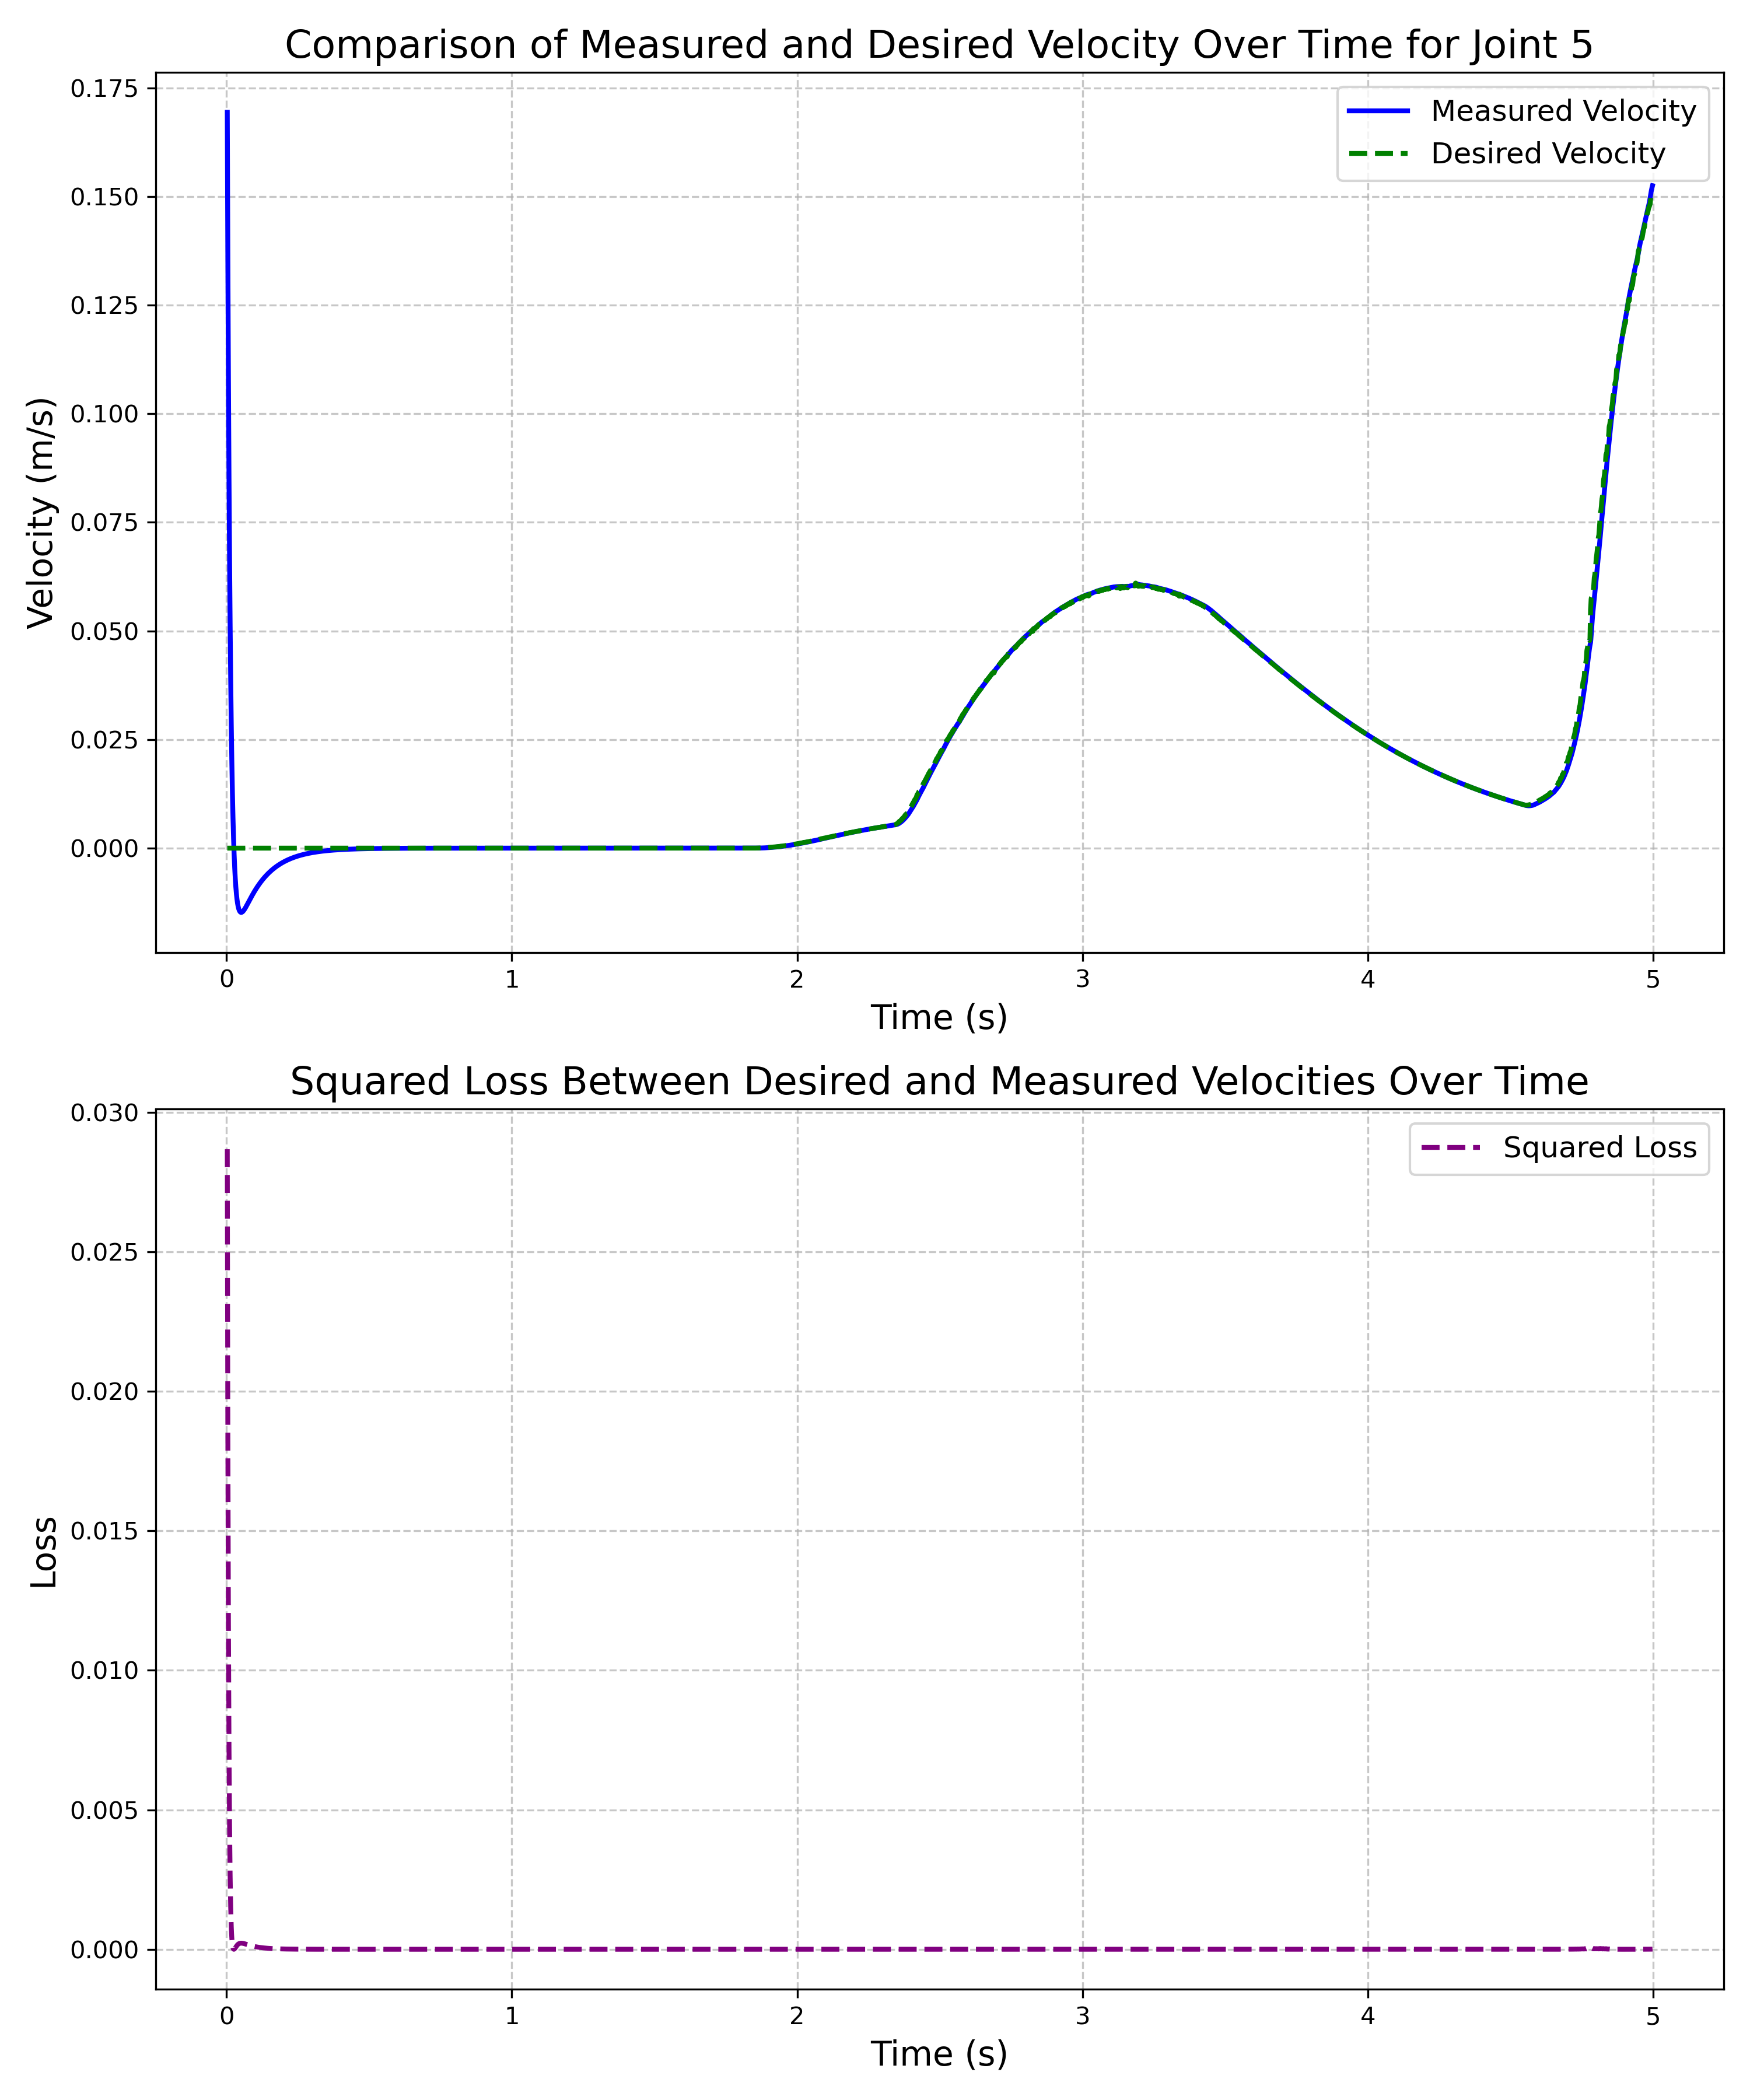 Comparison of Measured and Desired Velocity Over Time for Joint 5
0.175
0.150
0.125
0.100
0.075
0.050
0.025
0.000
Velocity (m/s)
Measured Velocity
Desired Velocity
0 1 2 3 4 5
Time (s)
Squared Loss Between Desired and Measured Velocities Over Time
0.030
0.025
0.020
0.015
0.010
0.005
0.000
Loss
Squared Loss
0 1 2 3 4 5
Time (s)